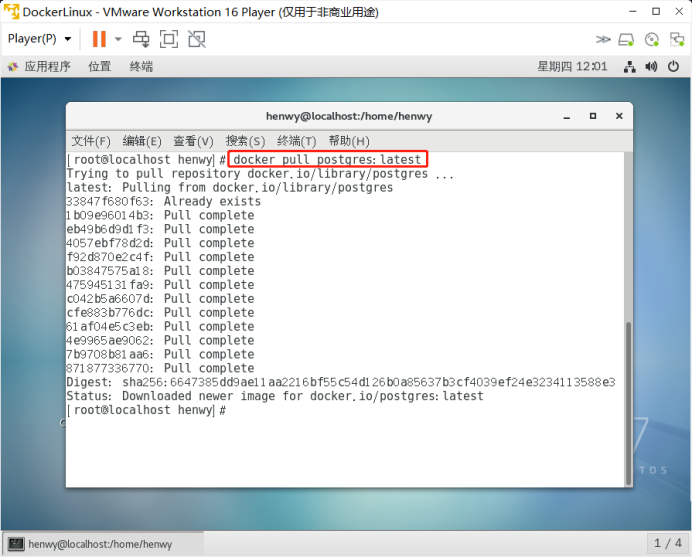 DockerLinux - VMware Workstation 16 Player (仅用于非商业用途)
Player(P)
应用程序 位置 终端 星期四 12:01
henwy@localhost:/home/henwy
文件(F) 编辑(E) 查看(V) 搜索(S) 终端(T) 帮助(H)
[root@localhost henwy]# docker pull postgres:latest
Trying to pull repository docker.io/library/postgres ...
latest: Pulling from docker.io/library/postgres
33847f680f63: Already exists
1b09e96014b3: Pull complete
eb49b6d9d1f3: Pull complete
4057ebf78d2d: Pull complete
f92d870e2c4f: Pull complete
b03847575a18: Pull complete
475945131fa9: Pull complete
c042b5a6607d: Pull complete
cfe883b776dc: Pull complete
61af04e5c3eb: Pull complete
4e9965ae9062: Pull complete
7b9708b81aa6: Pull complete
871877336770: Pull complete
Digest: sha256:6647385dd9ae11aa2216bf55c54d126b0a85637b3cf4039ef24e3234113588e3
Status: Downloaded newer image for docker.io/postgres:latest
[root@localhost henwy]#
7
TOS
henwy@localhost:/home/henwy
1 / 4